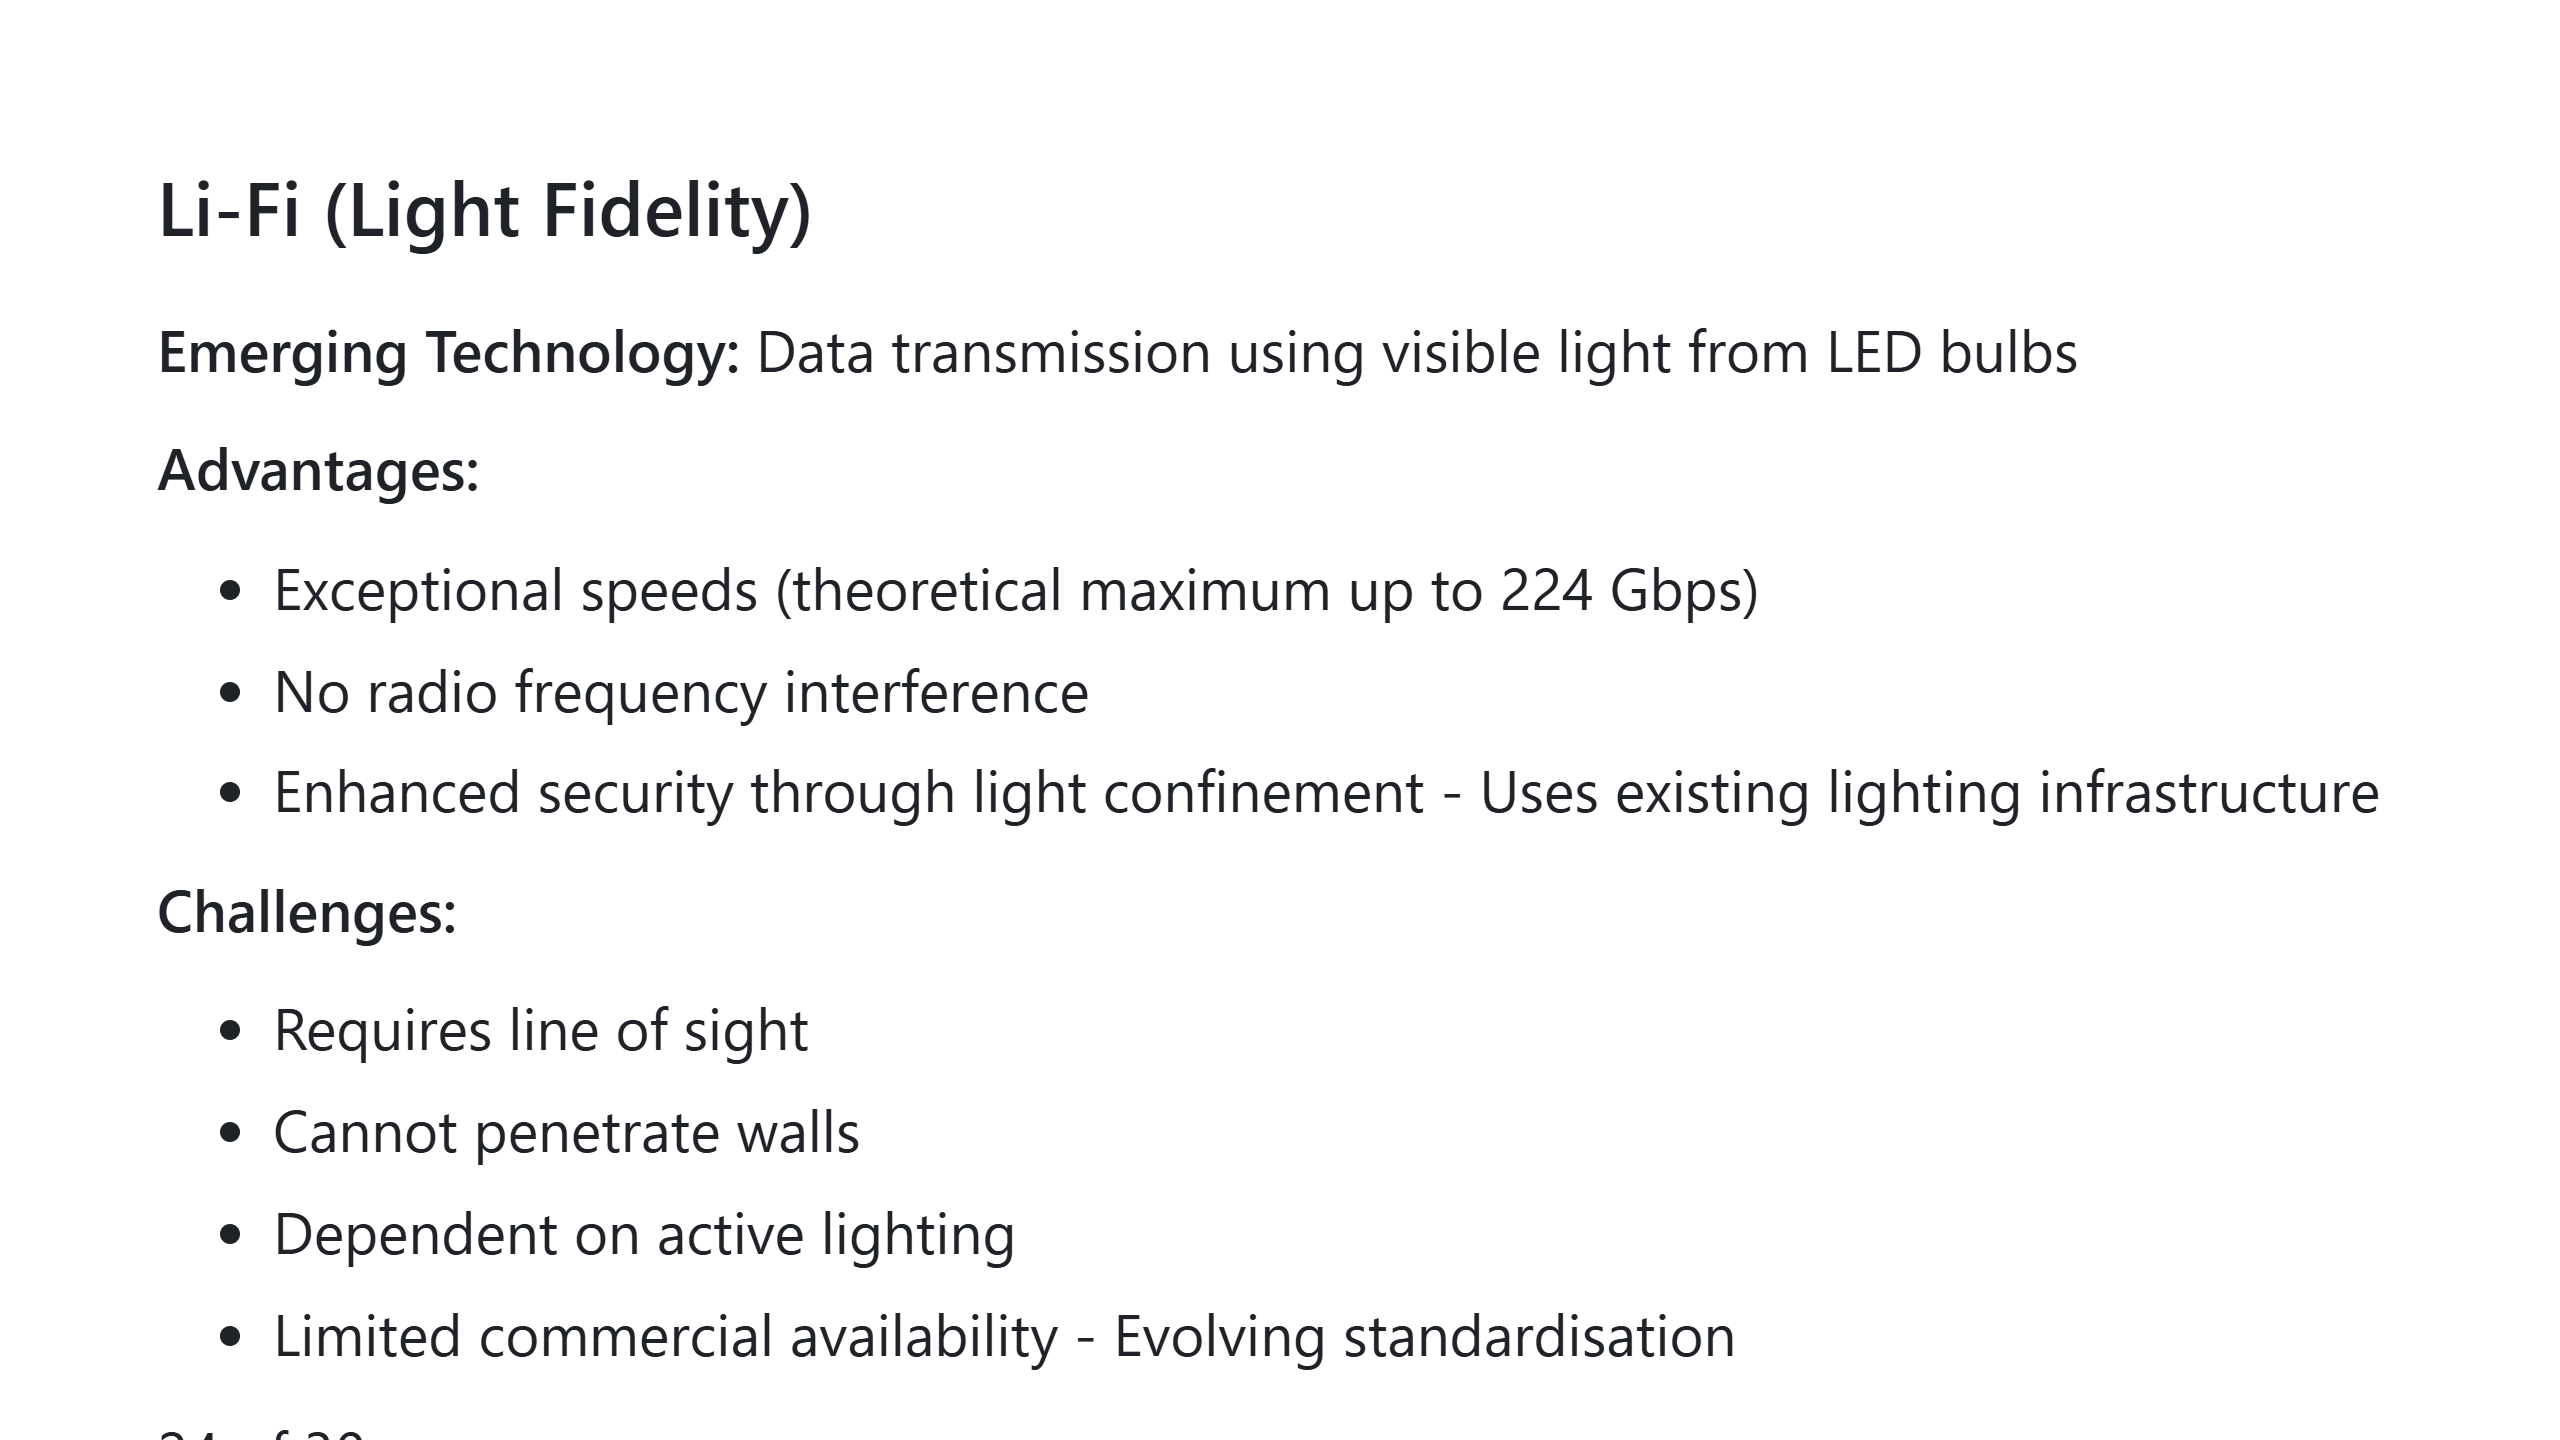 Li-Fi (Light Fidelity)
Emerging Technology: Data transmission using visible light from LED bulbs
Advantages:
• Exceptional speeds (theoretical maximum up to 224 Gbps)
• No radio frequency interference
• Enhanced security through light confinement - Uses existing lighting infrastructure
Challenges:
• Requires line of sight
• Cannot penetrate walls
• Dependent on active lighting
• Limited commercial availability - Evolving standardisation